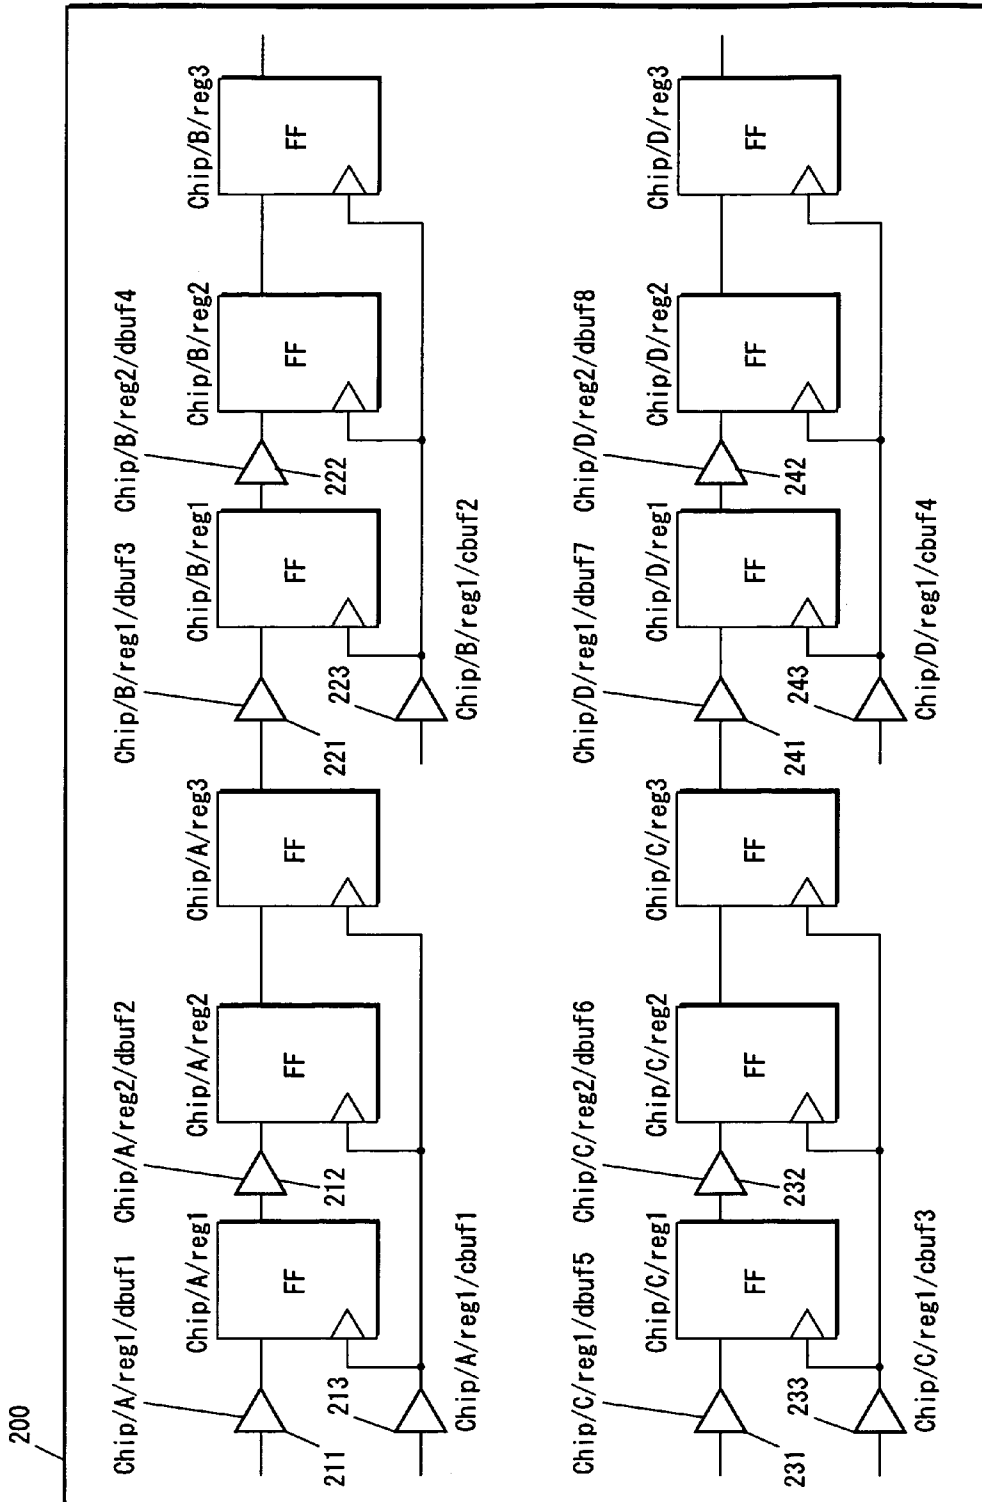 200
Chip/A/reg1/dbuf1
Chip/A/reg2/dbuf2
Chip/B/reg1/dbuf3
Chip/B/reg2/dbuf4
Chip/A/reg1
Chip/A/reg2
Chip/A/reg3
Chip/B/reg1
Chip/B/reg2
Chip/B/reg3
FF
FF
FF
FF
FF
FF
211
213
212
221
223
222
Chip/A/reg1/cbuf1
Chip/B/reg1/cbuf2
Chip/C/reg1/dbuf5
Chip/C/reg2/dbuf6
Chip/D/reg1/dbuf7
Chip/D/reg2/dbuf8
Chip/C/reg1
Chip/C/reg2
Chip/C/reg3
Chip/D/reg1
Chip/D/reg2
Chip/D/reg3
FF
FF
FF
FF
FF
FF
231
233
232
241
243
242
Chip/C/reg1/cbuf3
Chip/D/reg1/cbuf4